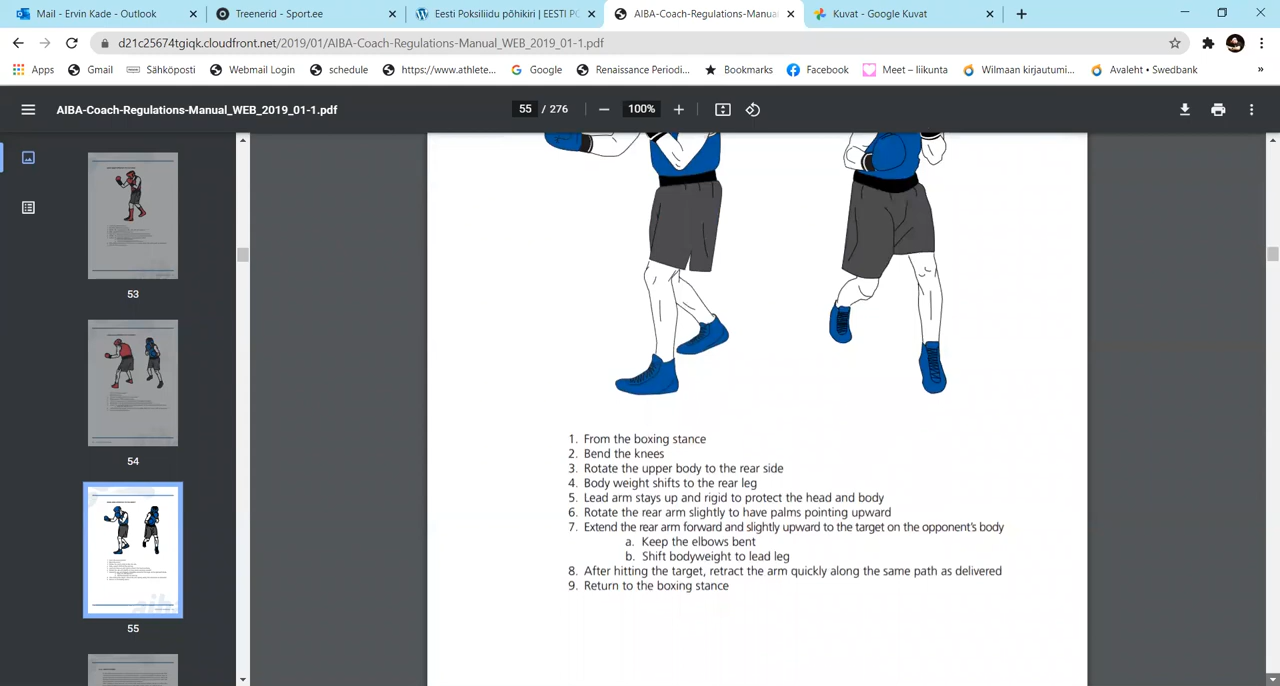 Mail - Ervin Kade - Outlook
Treenerid - Sport.ee
Eesti Poksiliidu põhikiri | EESTI PO
AIBA-Coach-Regulations-Manual
Kuvat - Google Kuvat
d21c25674tgiqk.cloudfront.net/2019/01/AIBA-Coach-Regulations-Manual_WEB_2019_01-1.pdf
Apps
Gmail
Sähköposti
Webmail Login
schedule
https://www.athlete...
Google
Renaissance Periodi...
Bookmarks
Facebook
Meet – liikunta
Wilmaan kirjautumi...
Avaleht • Swedbank
»
AIBA-Coach-Regulations-Manual_WEB_2019_01-1.pdf
55 / 276
100%
53
54
55
1. From the boxing stance
2. Bend the knees
3. Rotate the upper body to the rear side
4. Body weight shifts to the rear leg
5. Lead arm stays up and rigid to protect the head and body
6. Rotate the rear arm slightly to have palms pointing upward
7. Extend the rear arm forward and slightly upward to the target on the opponent's body
a. Keep the elbows bent
b. Shift bodyweight to lead leg
8. After hitting the target, retract the arm quickly along the same path as delivered
9. Return to the boxing stance